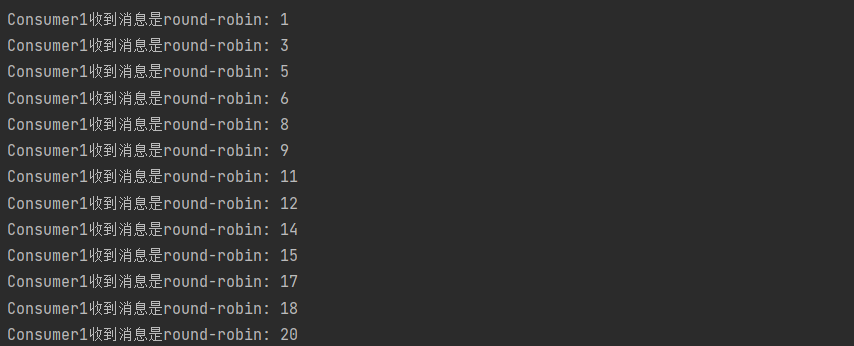 Consumer1收到消息是round-robin: 1
Consumer1收到消息是round-robin: 3
Consumer1收到消息是round-robin: 5
Consumer1收到消息是round-robin: 6
Consumer1收到消息是round-robin: 8
Consumer1收到消息是round-robin: 9
Consumer1收到消息是round-robin: 11
Consumer1收到消息是round-robin: 12
Consumer1收到消息是round-robin: 14
Consumer1收到消息是round-robin: 15
Consumer1收到消息是round-robin: 17
Consumer1收到消息是round-robin: 18
Consumer1收到消息是round-robin: 20